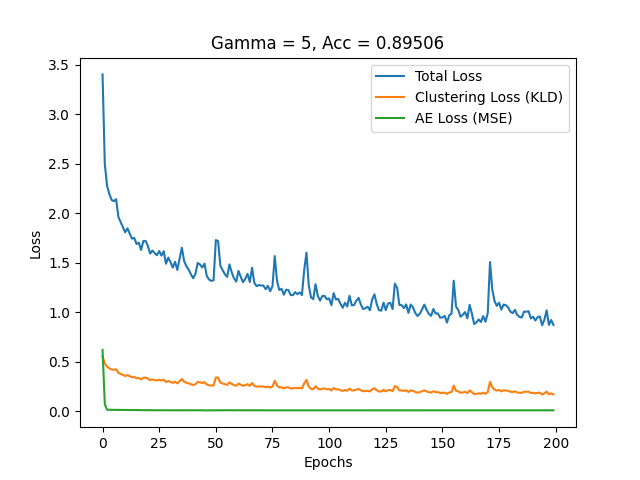 Gamma = 5, Acc = 0.89506
Total Loss
Clustering Loss (KLD)
AE Loss (MSE)
Loss
3.5
3.0
2.5
2.0
1.5
1.0
0.5
0.0
0 25 50 75 100 125 150 175 200
Epochs